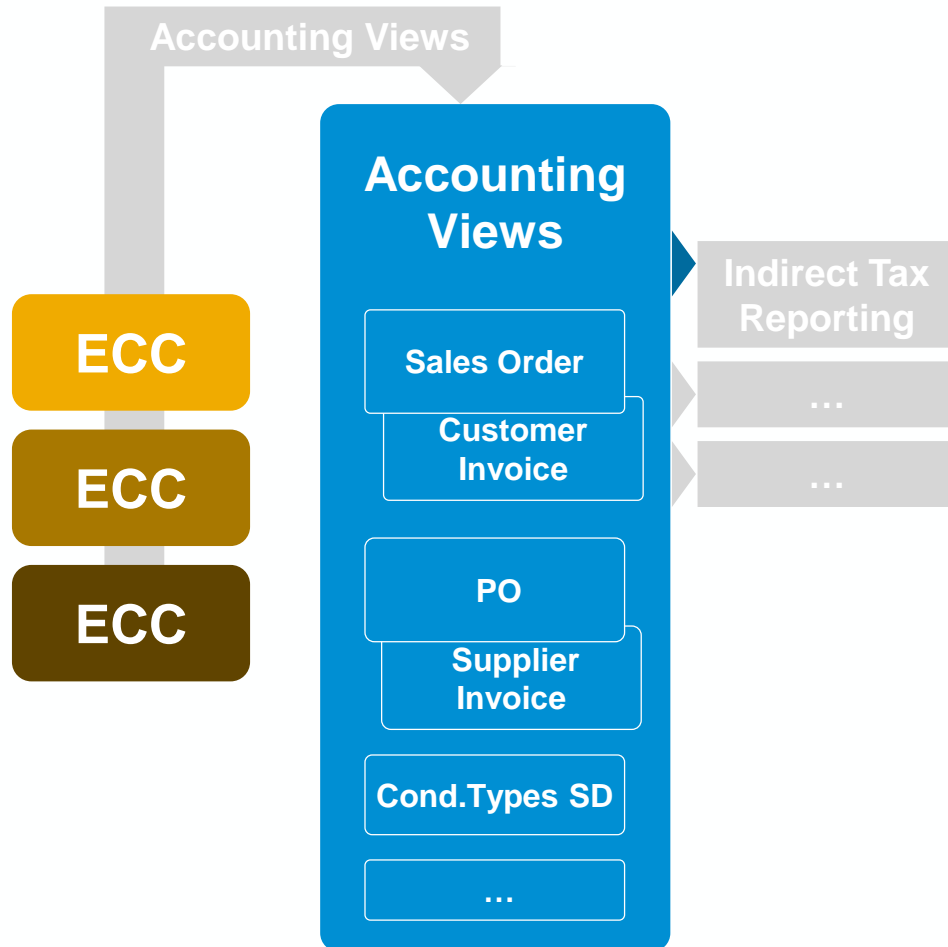 Accounting Views
Accounting
Views
Indirect Tax
Reporting
…
…
ECC
ECC
ECC
Sales Order
Customer
Invoice
PO
Supplier
Invoice
Cond.Types SD
…